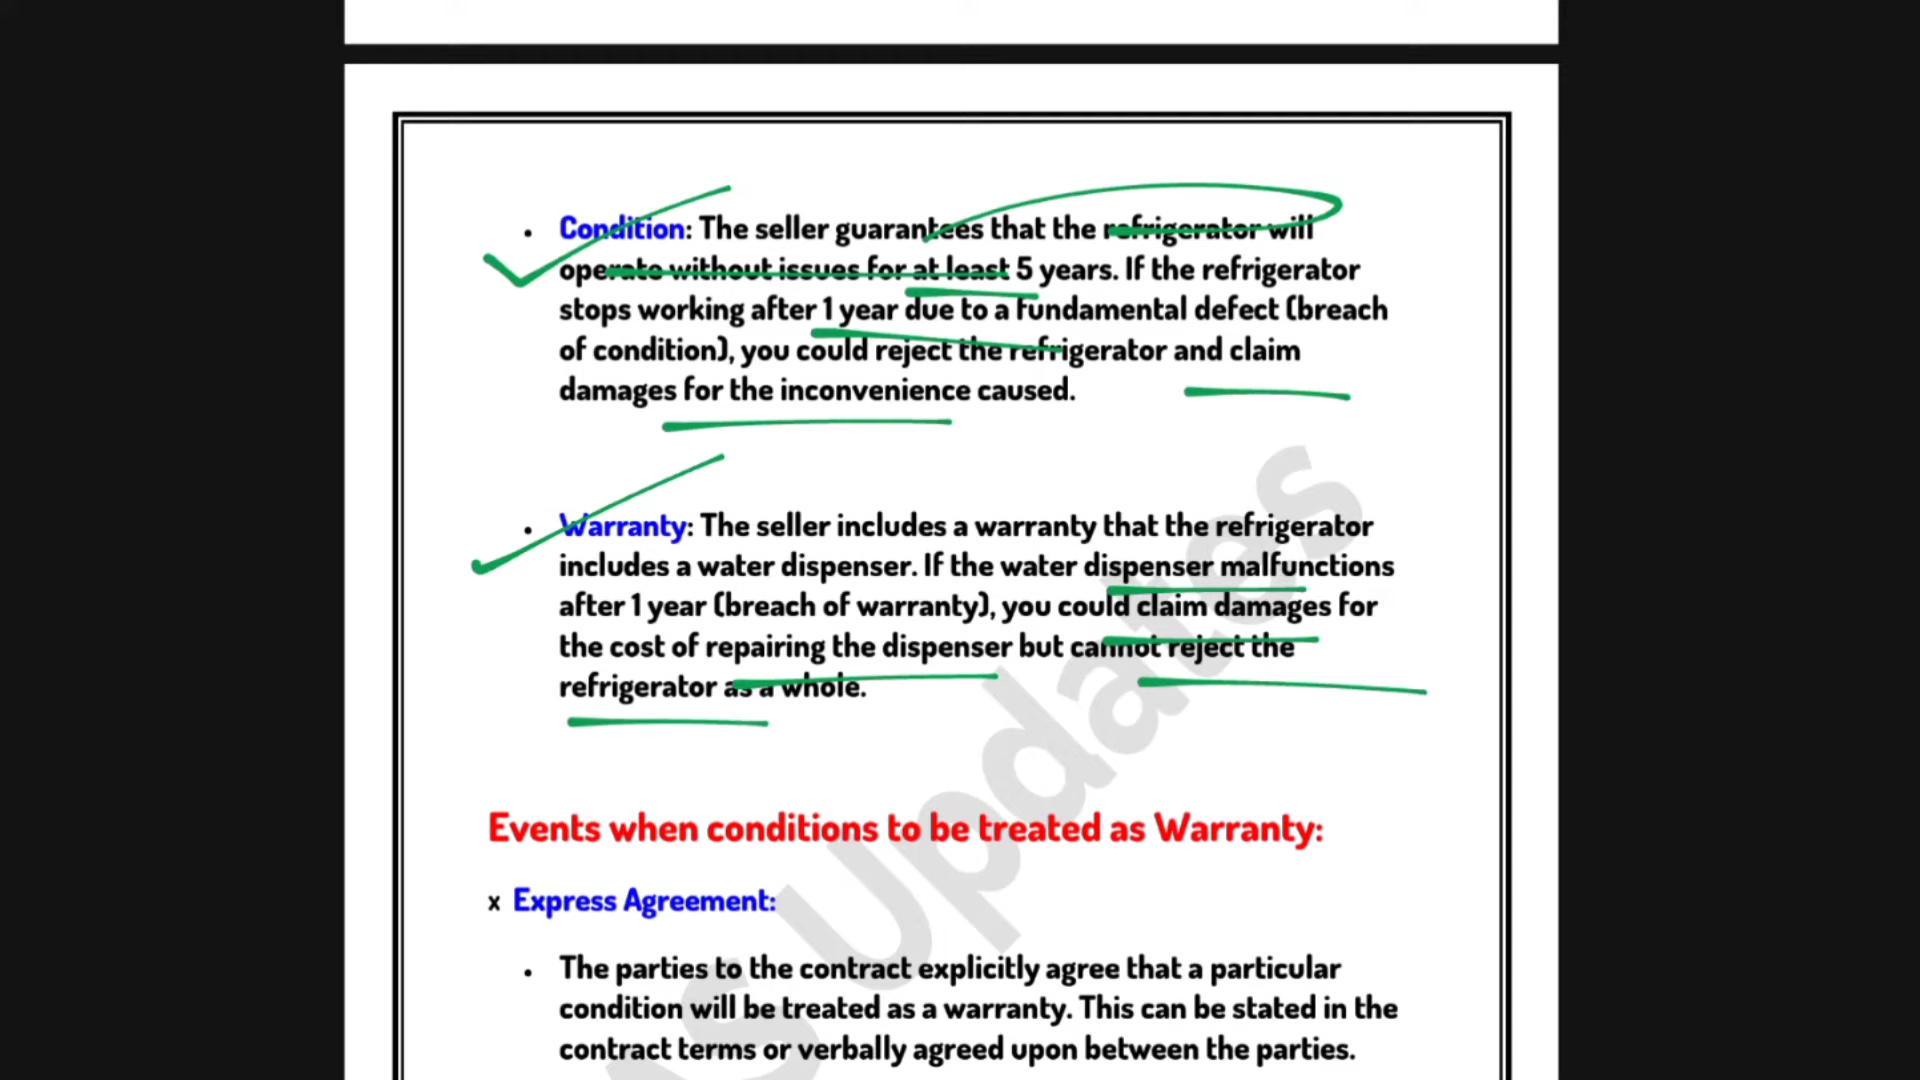 • Condition: The seller guarantees that the refrigerator will
operate without issues for at least 5 years. If the refrigerator
stops working after 1 year due to a fundamental defect (breach
of condition), you could reject the refrigerator and claim
damages for the inconvenience caused.
• Warranty: The seller includes a warranty that the refrigerator
includes a water dispenser. If the water dispenser malfunctions
after 1 year (breach of warranty), you could claim damages for
the cost of repairing the dispenser but cannot reject the
refrigerator as a whole.
Events when conditions to be treated as Warranty:
x Express Agreement:
• The parties to the contract explicitly agree that a particular
condition will be treated as a warranty. This can be stated in the
contract terms or verbally agreed upon between the parties.
Updates